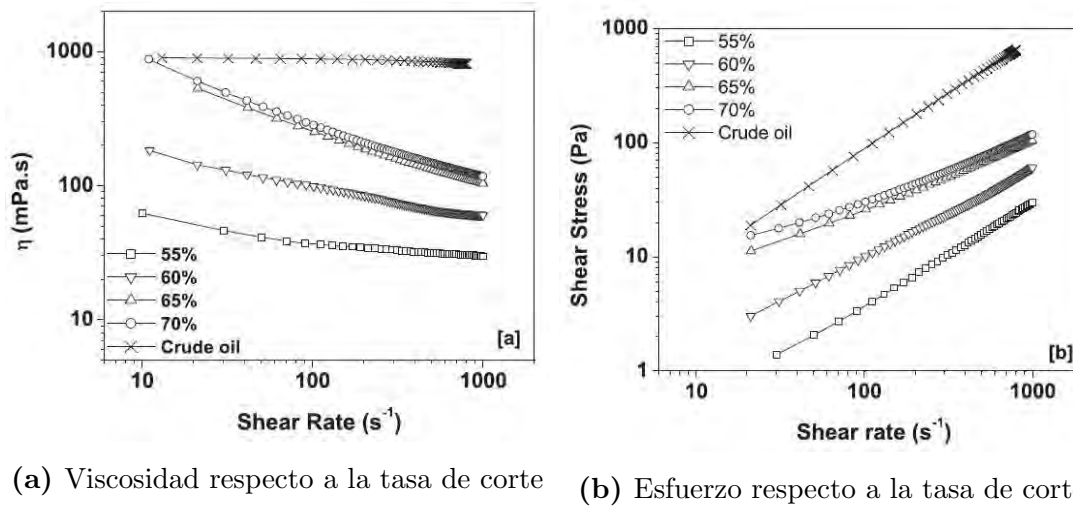 1000
100
10
η (mPa.s)
55%
60%
65%
70%
Crude oil
[a]
10
100
1000
Shear Rate (s⁻¹)
1000
100
10
1
Shear Stress (Pa)
55%
60%
65%
70%
Crude oil
[b]
10
100
1000
Shear rate (s⁻¹)
(a) Viscosidad respecto a la tasa de corte
(b) Esfuerzo respecto a la tasa de cort